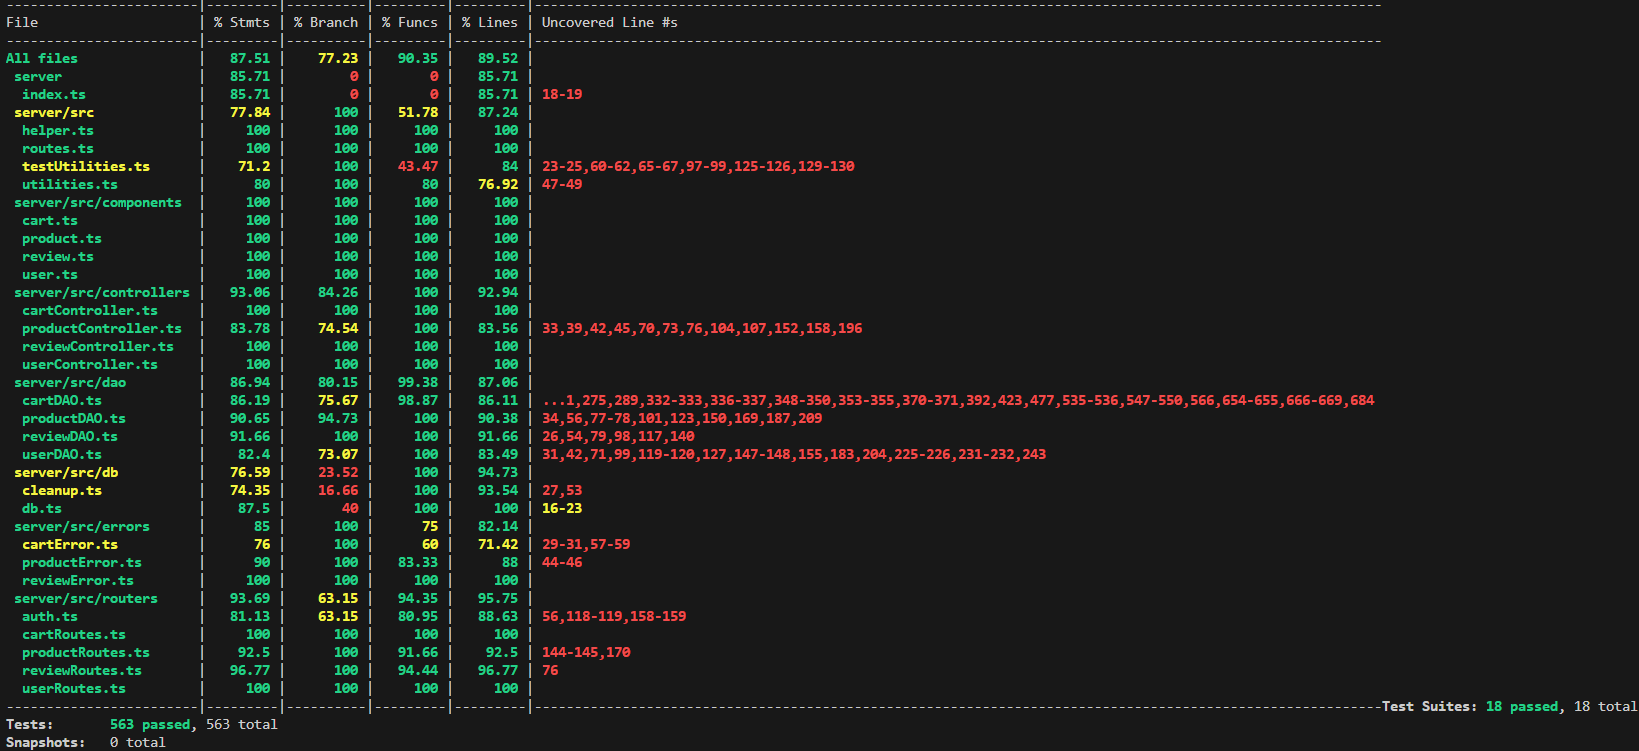 -----------------------|---------|----------|---------|---------|----------------------------------------------------------------------------------------------------------
File | % Stmts | % Branch | % Funcs | % Lines | Uncovered Line #s
-----------------------|---------|----------|---------|---------|----------------------------------------------------------------------------------------------------------
All files | 87.51 | 77.23 | 90.35 | 89.52 |
server | 85.71 | 0 | 0 | 85.71 |
index.ts | 85.71 | 0 | 0 | 85.71 | 18-19
server/src | 77.84 | 100 | 51.78 | 87.24 |
helper.ts | 100 | 100 | 100 | 100 |
routes.ts | 100 | 100 | 100 | 100 |
testUtilities.ts | 71.2 | 100 | 43.47 | 84 | 23-25,60-62,65-67,97-99,125-126,129-130
utilities.ts | 80 | 100 | 80 | 76.92 | 47-49
server/src/components | 100 | 100 | 100 | 100 |
cart.ts | 100 | 100 | 100 | 100 |
product.ts | 100 | 100 | 100 | 100 |
review.ts | 100 | 100 | 100 | 100 |
user.ts | 100 | 100 | 100 | 100 |
server/src/controllers | 93.06 | 84.26 | 100 | 92.94 |
cartController.ts | 100 | 100 | 100 | 100 |
productController.ts | 83.78 | 74.54 | 100 | 83.56 | 33,39,42,45,70,73,76,104,107,152,158,196
reviewController.ts | 100 | 100 | 100 | 100 |
userController.ts | 100 | 100 | 100 | 100 |
server/src/dao | 86.94 | 80.15 | 99.38 | 87.06 |
cartDAO.ts | 86.19 | 75.67 | 98.87 | 86.11 | ...1,275,289,332-333,336-337,348-350,353-355,370-371,392,423,477,535-536,547-550,566,654-655,666-669,684
productDAO.ts | 90.65 | 94.73 | 100 | 90.38 | 34,56,77-78,101,123,150,169,187,209
reviewDAO.ts | 91.66 | 100 | 100 | 91.66 | 26,54,79,98,117,140
userDAO.ts | 82.4 | 73.07 | 100 | 83.49 | 31,42,71,99,119-120,127,147-148,155,183,204,225-226,231-232,243
server/src/db | 76.59 | 23.52 | 100 | 94.73 |
cleanup.ts | 74.35 | 16.66 | 100 | 93.54 | 27,53
db.ts | 87.5 | 40 | 100 | 100 | 16-23
server/src/errors | 85 | 100 | 75 | 82.14 |
cartError.ts | 76 | 100 | 60 | 71.42 | 29-31,57-59
productError.ts | 90 | 100 | 83.33 | 88 | 44-46
reviewError.ts | 100 | 100 | 100 | 100 |
server/src/routers | 93.69 | 63.15 | 94.35 | 95.75 |
auth.ts | 81.13 | 63.15 | 80.95 | 88.63 | 56,118-119,158-159
cartRoutes.ts | 100 | 100 | 100 | 100 |
productRoutes.ts | 92.5 | 100 | 91.66 | 92.5 | 144-145,170
reviewRoutes.ts | 96.77 | 100 | 94.44 | 96.77 | 76
userRoutes.ts | 100 | 100 | 100 | 100 |
-----------------------|---------|----------|---------|---------|----------------------------------------------------------------------------------------------------------Test Suites: 18 passed, 18 total
Tests: 563 passed, 563 total
Snapshots: 0 total